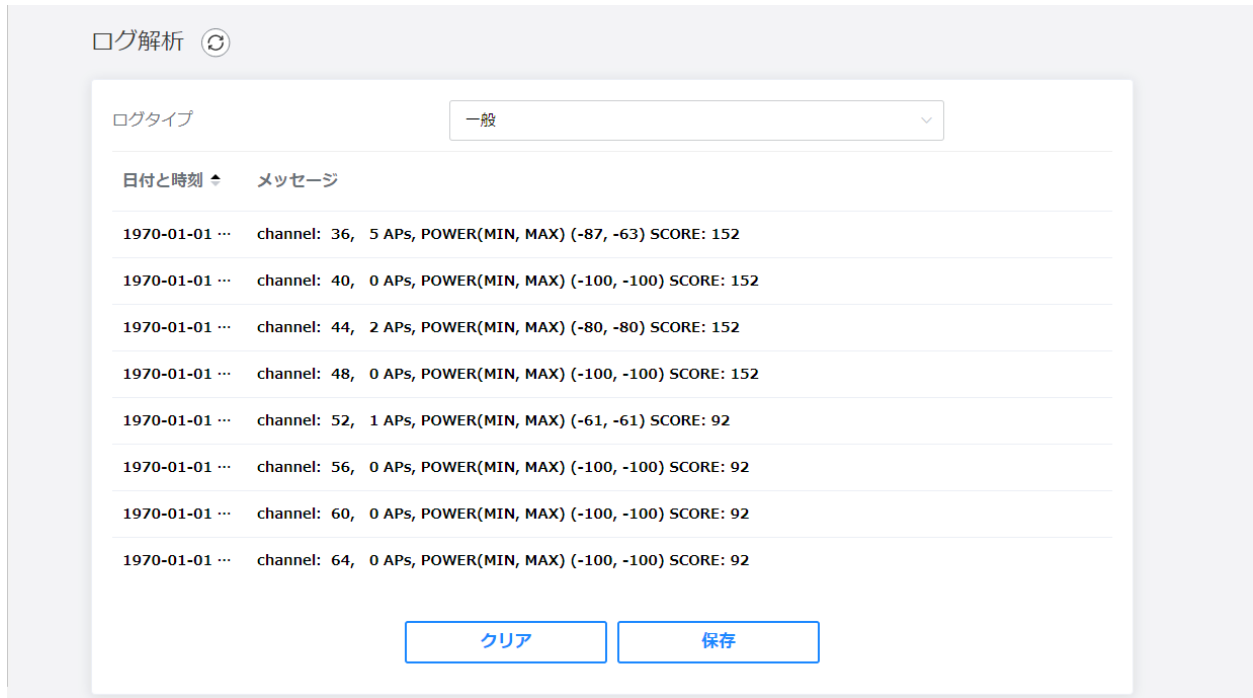 ログ解析
ログタイプ 一般
日付と時刻 メッセージ
1970-01-01 ··· channel: 36, 5 APs, POWER(MIN, MAX) (-87, -63) SCORE: 152
1970-01-01 ··· channel: 40, 0 APs, POWER(MIN, MAX) (-100, -100) SCORE: 152
1970-01-01 ··· channel: 44, 2 APs, POWER(MIN, MAX) (-80, -80) SCORE: 152
1970-01-01 ··· channel: 48, 0 APs, POWER(MIN, MAX) (-100, -100) SCORE: 152
1970-01-01 ··· channel: 52, 1 APs, POWER(MIN, MAX) (-61, -61) SCORE: 92
1970-01-01 ··· channel: 56, 0 APs, POWER(MIN, MAX) (-100, -100) SCORE: 92
1970-01-01 ··· channel: 60, 0 APs, POWER(MIN, MAX) (-100, -100) SCORE: 92
1970-01-01 ··· channel: 64, 0 APs, POWER(MIN, MAX) (-100, -100) SCORE: 92
クリア 保存